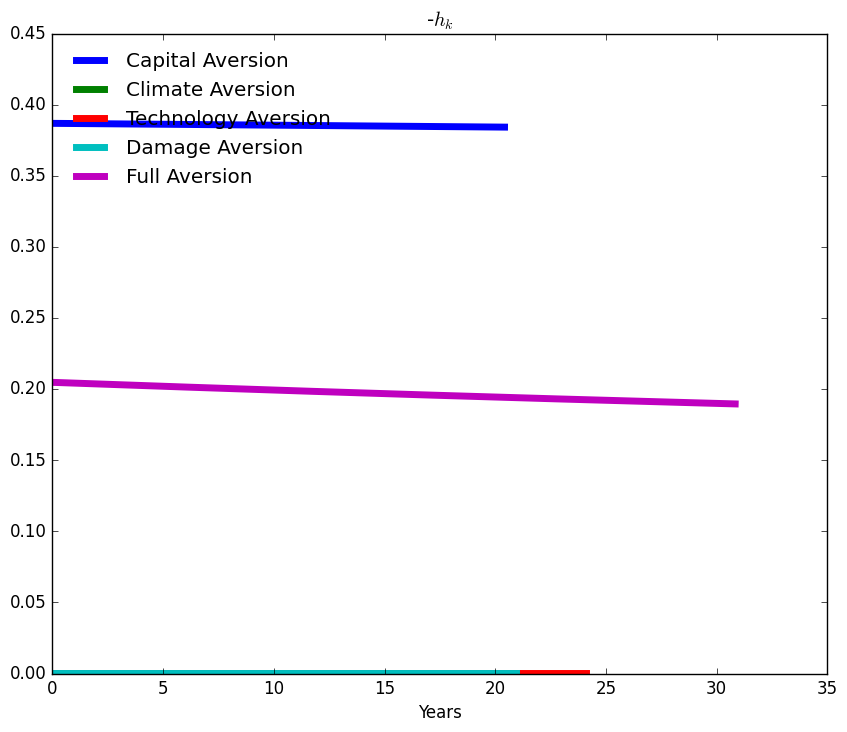 -h_k
0.45
Capital Aversion
Climate Aversion
0.40
Technology Aversion
Damage Aversion
0.35
Full Aversion
0.30
0.25
0.20
0.15
0.10
0.05
0.00
0 5 10 15 20 25 30 35
Years